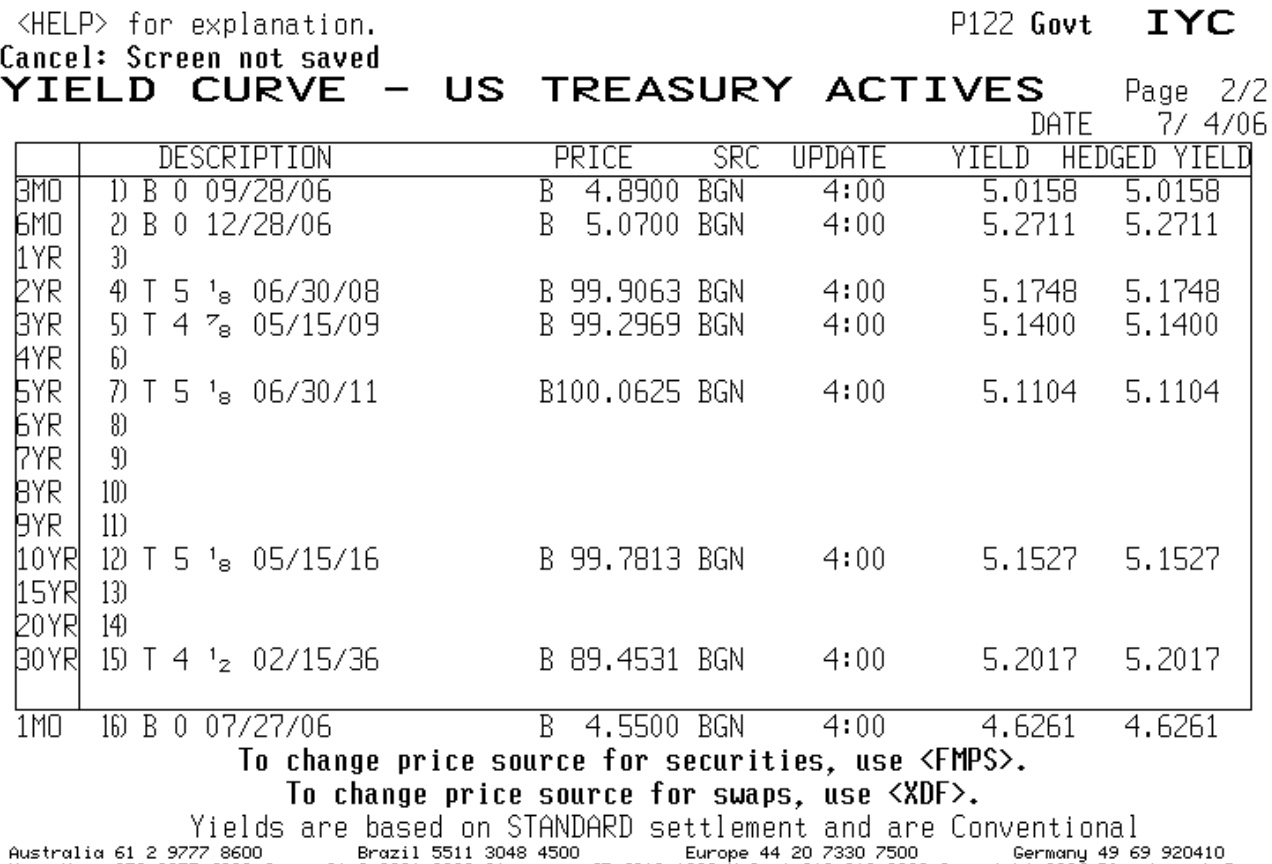 <HELP> for explanation. P122 Govt IYC
Cancel: Screen not saved
YIELD CURVE - US TREASURY ACTIVES Page 2/2
DATE 7/ 4/06
DESCRIPTION PRICE SRC UPDATE YIELD HEDGED YIELD
3MO 1) B 0 09/28/06 B 4.8900 BGN 4:00 5.0158 5.0158
6MO 2) B 0 12/28/06 B 5.0700 BGN 4:00 5.2711 5.2711
1YR 3)
2YR 4) T 5 1/8 06/30/08 B 99.9063 BGN 4:00 5.1748 5.1748
3YR 5) T 4 7/8 05/15/09 B 99.2969 BGN 4:00 5.1400 5.1400
4YR 6)
5YR 7) T 5 1/8 06/30/11 B100.0625 BGN 4:00 5.1104 5.1104
6YR 8)
7YR 9)
8YR 10)
9YR 11)
10YR 12) T 5 1/8 05/15/16 B 99.7813 BGN 4:00 5.1527 5.1527
15YR 13)
20YR 14)
30YR 15) T 4 1/2 02/15/36 B 89.4531 BGN 4:00 5.2017 5.2017
1MO 16) B 0 07/27/06 B 4.5500 BGN 4:00 4.6261 4.6261
To change price source for securities, use <FMPS>.
To change price source for swaps, use <XDF>.
Yields are based on STANDARD settlement and are Conventional
Australia 61 2 9777 8600 Brazil 5511 3048 4500 Europe 44 20 7330 7500 Germany 49 69 920410